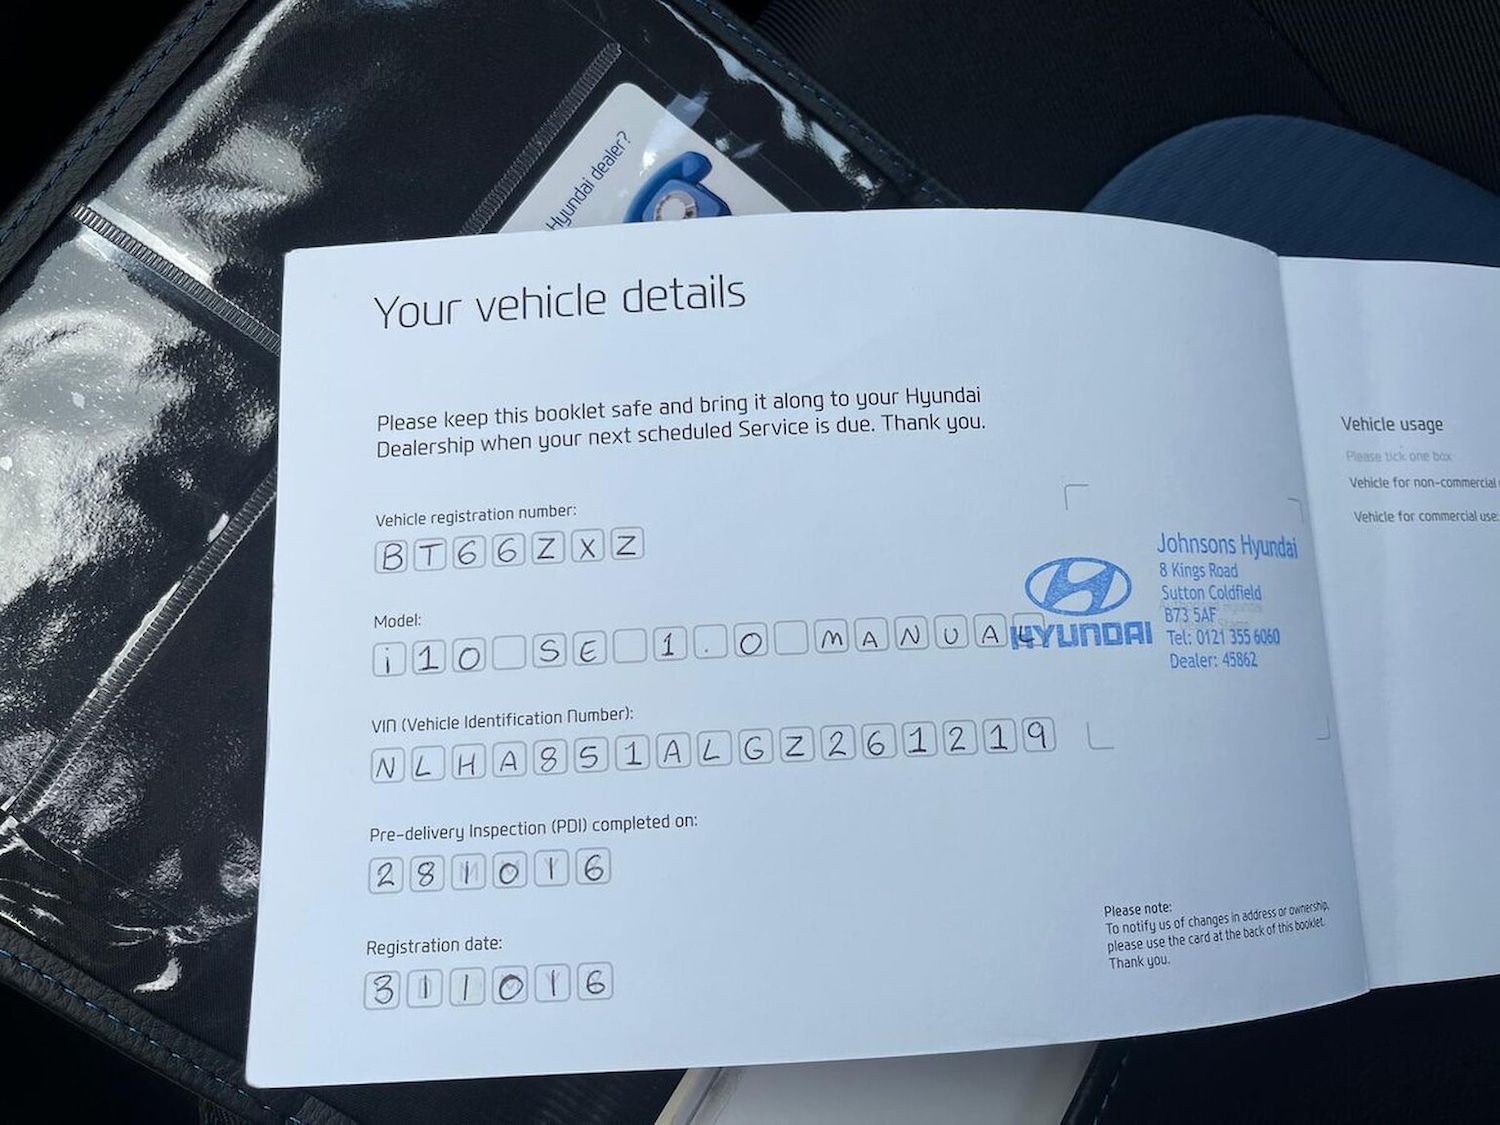 Hyundai dealer?
Your vehicle details
Please keep this booklet safe and bring it along to your Hyundai
Dealership when your next scheduled Service is due. Thank you.
Vehicle registration number:
BT66ZXZ
Model:
i10 SE 1.0 MANUAL
VIN (Vehicle Identification Number):
NLHA851ALGZ261219
Pre-delivery Inspection (PDI) completed on:
281016
Registration date:
311016
HYUNDAI
Johnsons Hyundai
8 Kings Road
Sutton Coldfield
B73 5AF
Tel: 0121 355 6060
Dealer: 45862
Please note:
To notify us of changes in address or ownership,
please use the card at the back of this booklet.
Thank you.
Vehicle usage
Please tick one box
Vehicle for non-commercial
Vehicle for commercial use: